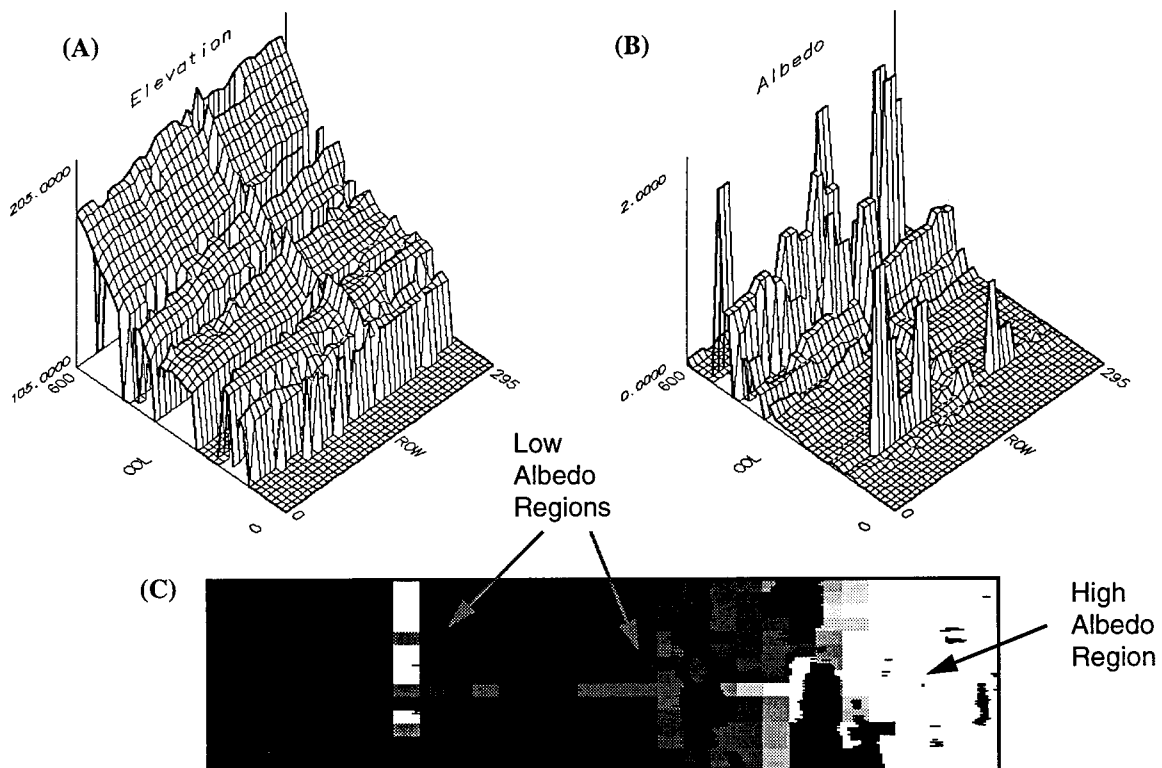 (A)
Elevation
205.0000
105.0000
600
COL
0
0
ROW
295
(B)
Albedo
2.0000
0.0000
600
COL
0
0
ROW
295
Low
Albedo
Regions
(C)
High
Albedo
Region